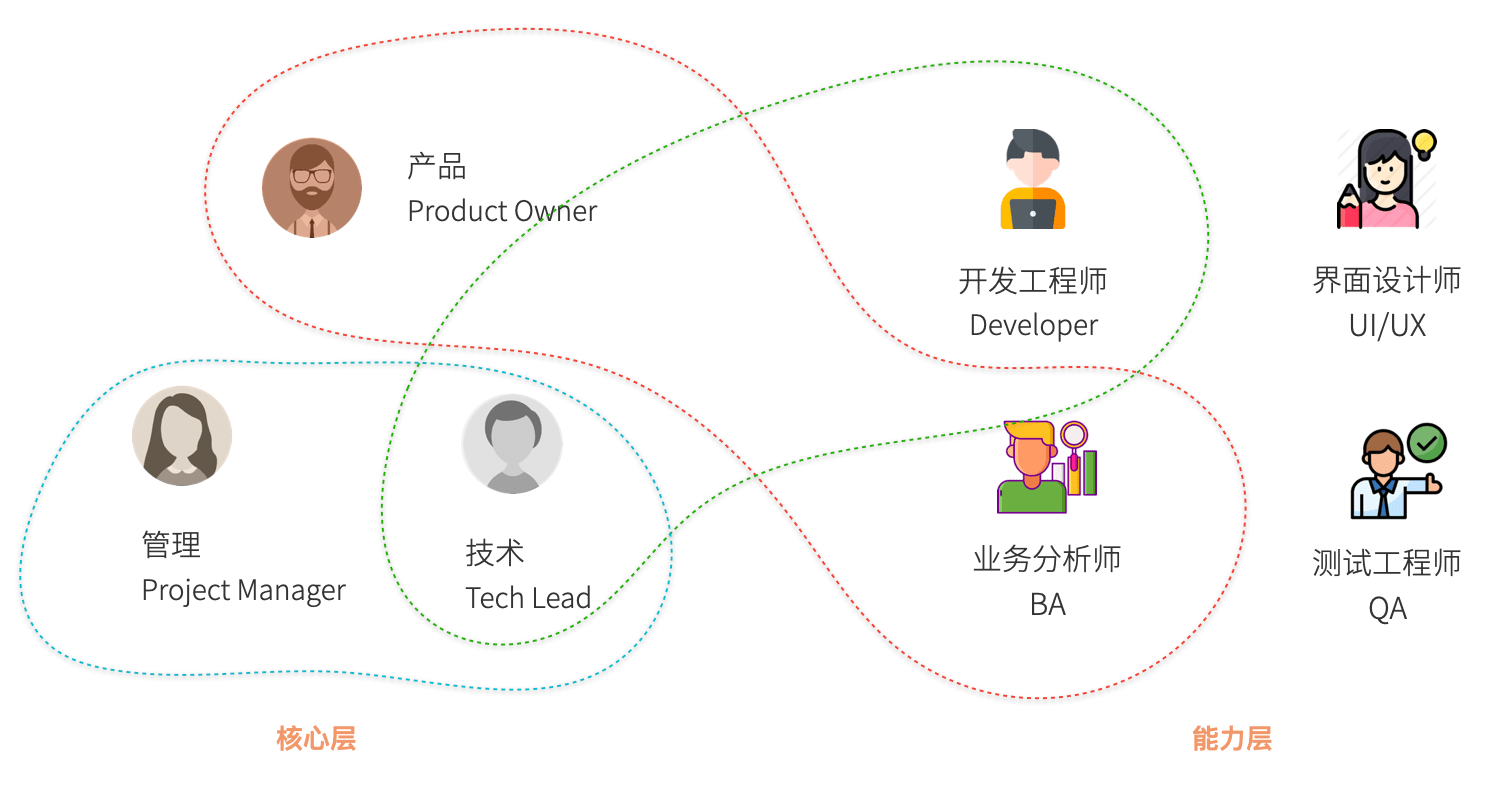 产品
Product Owner
开发工程师
Developer
界面设计师
UI/UX
管理
Project Manager
技术
Tech Lead
业务分析师
BA
测试工程师
QA
核心层
能力层